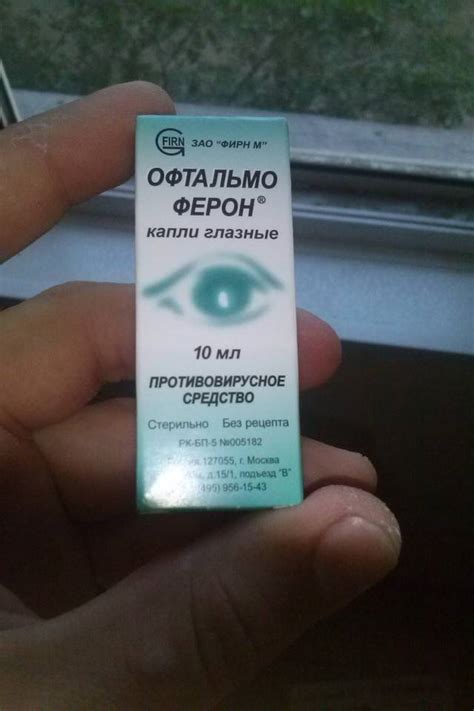 FIRN ЗАО "ФИРН М"
ОФТАЛЬМО
ФЕРОН®
капли глазные
10 мл
ПРОТИВОВИРУСНОЕ
СРЕДСТВО
Стерильно Без рецепта
РК-БП-5 №005182
127055, г. Москва
д.15/1, подъезд "В"
(495) 956-15-43